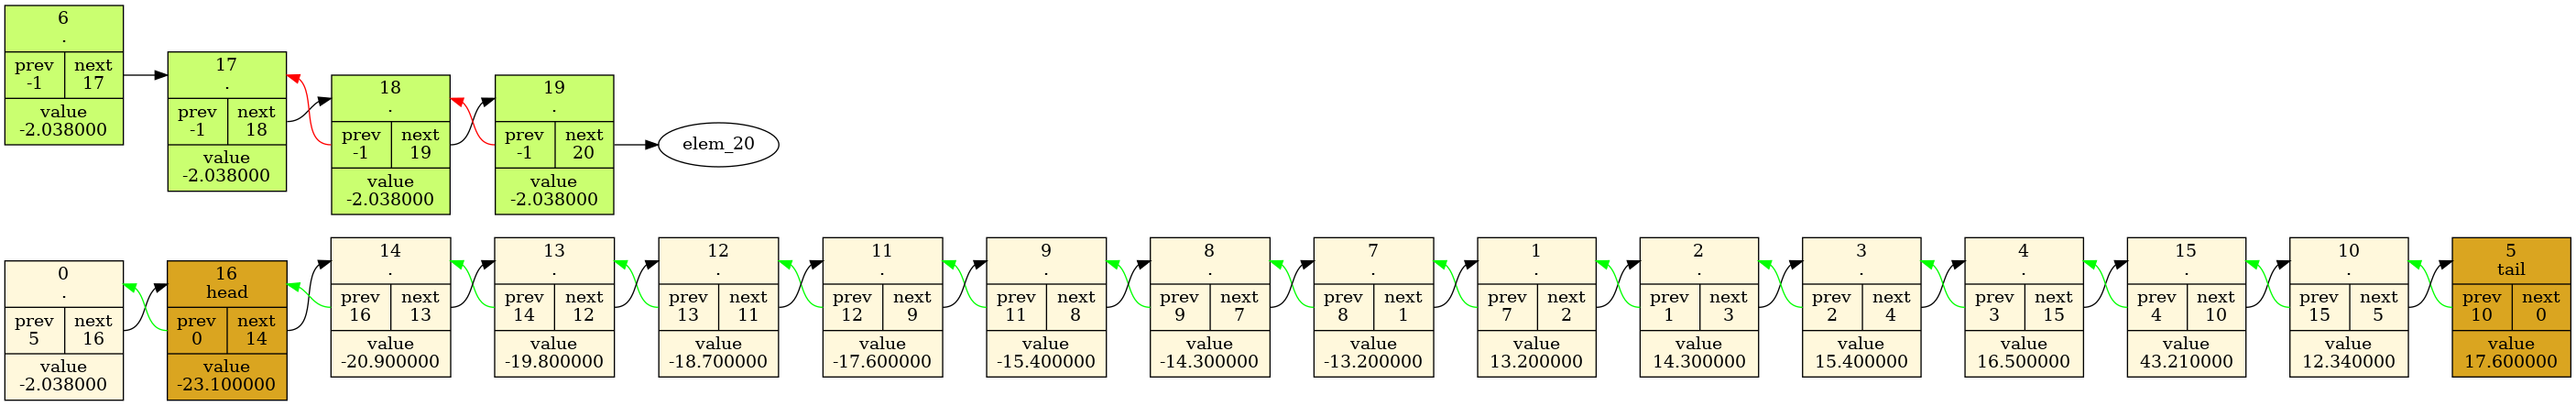 6
.
prev next
-1 17
value
-2.038000
17
.
prev next
-1 18
value
-2.038000
18
.
prev next
-1 19
value
-2.038000
19
.
prev next
-1 20
value
-2.038000
elem_20
0
.
prev next
5 16
value
-2.038000
16
head
prev next
0 14
value
-23.100000
14
.
prev next
16 13
value
-20.900000
13
.
prev next
14 12
value
-19.800000
12
.
prev next
13 11
value
-18.700000
11
.
prev next
12 9
value
-17.600000
9
.
prev next
11 8
value
-15.400000
8
.
prev next
9 7
value
-14.300000
7
.
prev next
8 1
value
-13.200000
1
.
prev next
7 2
value
13.200000
2
.
prev next
1 3
value
14.300000
3
.
prev next
2 4
value
15.400000
4
.
prev next
3 15
value
16.500000
15
.
prev next
4 10
value
43.210000
10
.
prev next
15 5
value
12.340000
5
tail
prev next
10 0
value
17.600000